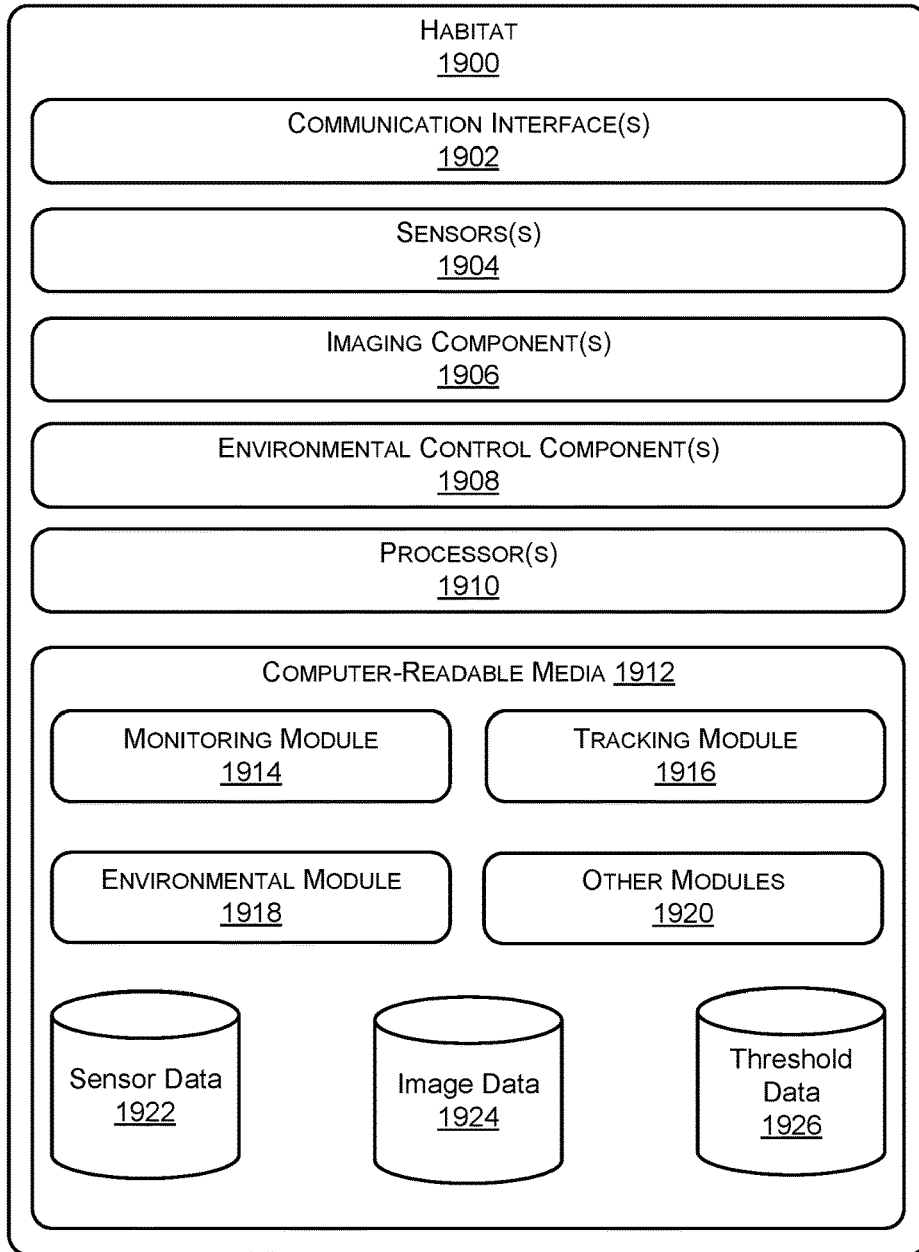 HABITAT
1900
COMMUNICATION INTERFACE(S)
1902
SENSORS(S)
1904
IMAGING COMPONENT(S)
1906
ENVIRONMENTAL CONTROL COMPONENT(S)
1908
PROCESSOR(S)
1910
COMPUTER-READABLE MEDIA 1912
MONITORING MODULE
1914
TRACKING MODULE
1916
ENVIRONMENTAL MODULE
1918
OTHER MODULES
1920
Sensor Data
1922
Image Data
1924
Threshold
Data
1926